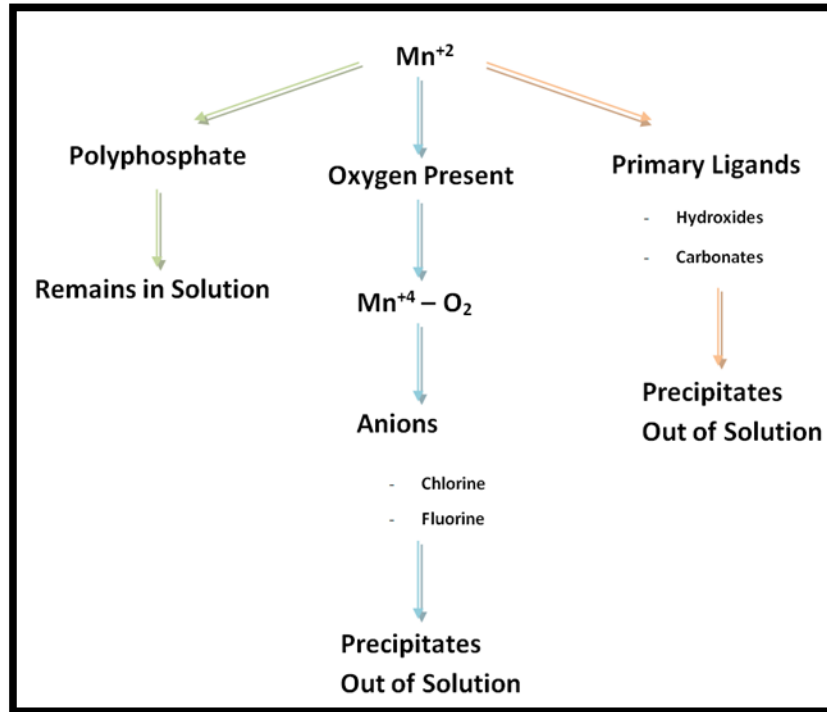 Mn+2
Polyphosphate
Remains in Solution
Oxygen Present
Mn+4 – O2
Anions
- Chlorine
- Fluorine
Precipitates
Out of Solution
Primary Ligands
- Hydroxides
- Carbonates
Precipitates
Out of Solution